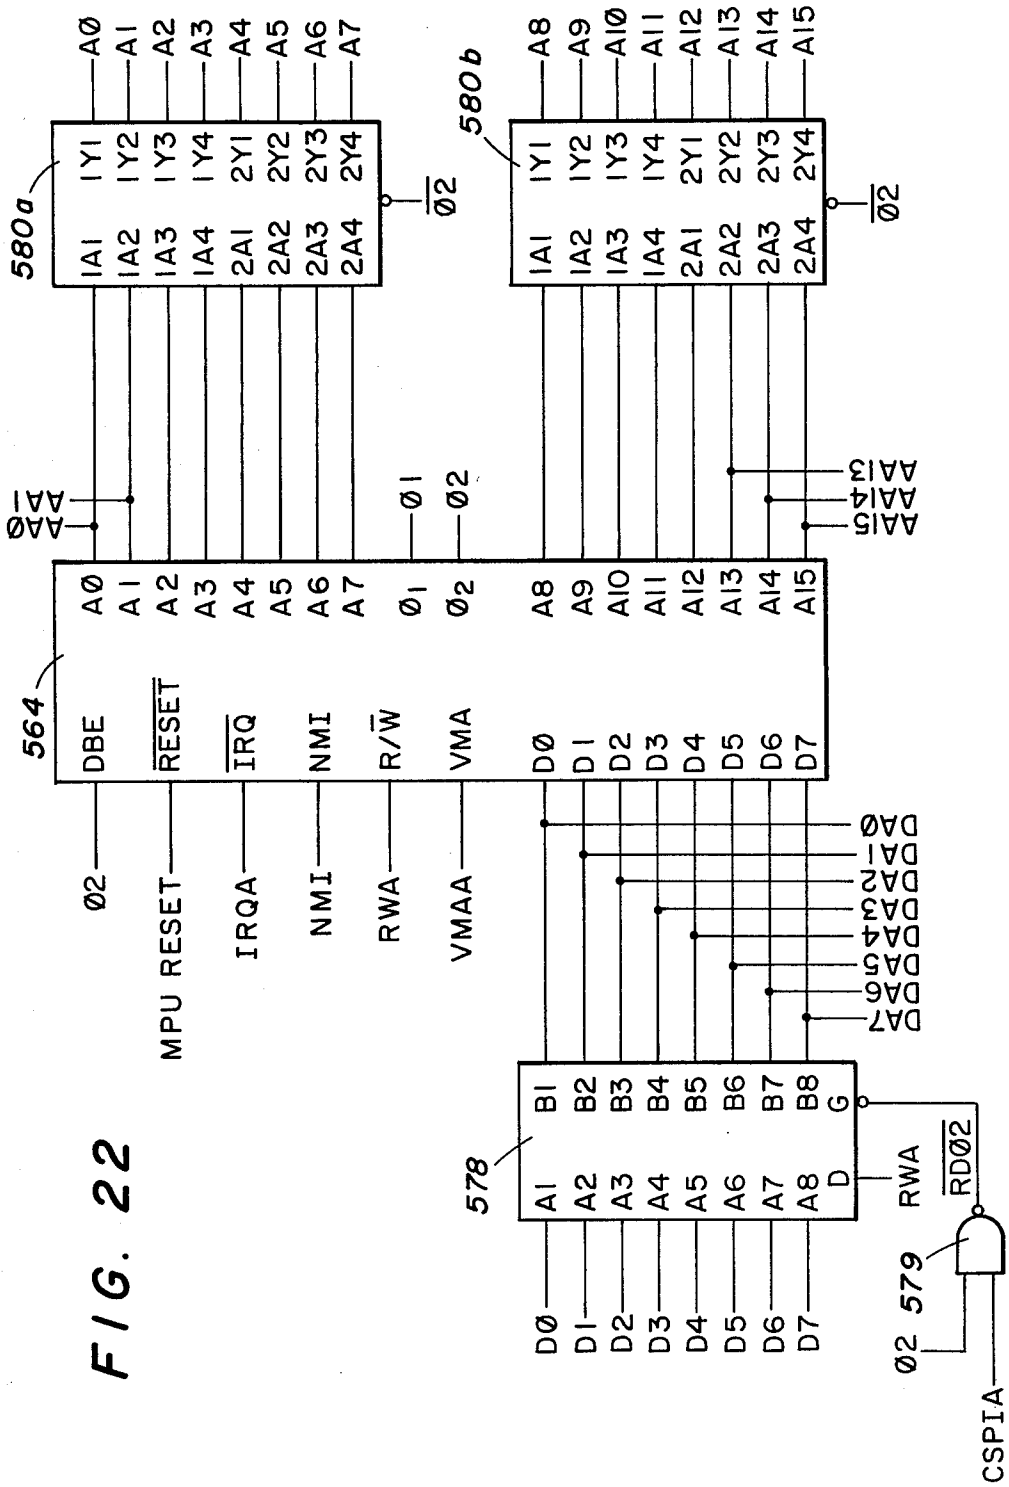 FIG. 22
Ø2
MPU RESET
IRQA
NMI
RWA
VMAA
564
DBE
RESET
IRQ
NMI
R/W
VMA
A0
A1
A2
A3
A4
A5
A6
A7
Ø1
Ø2
A8
A9
A10
A11
A12
A13
A14
A15
D0
D1
D2
D3
D4
D5
D6
D7
AAØ
AA1
Ø1
Ø2
AA13
AA14
AA15
580a
1A1 1Y1 AØ
1A2 1Y2 A1
1A3 1Y3 A2
1A4 1Y4 A3
2A1 2Y1 A4
2A2 2Y2 A5
2A3 2Y3 A6
2A4 2Y4 A7
Ø2
580b
1A1 1Y1 A8
1A2 1Y2 A9
1A3 1Y3 A10
1A4 1Y4 A11
2A1 2Y1 A12
2A2 2Y2 A13
2A3 2Y3 A14
2A4 2Y4 A15
Ø2
578
DØ A1 B1
D1 A2 B2
D2 A3 B3
D3 A4 B4
D4 A5 B5
D5 A6 B6
D6 A7 B7
D7 A8 B8
D G
DAØ
DA1
DA2
DA3
DA4
DA5
DA6
DA7
RWA
RDØ2
Ø2
579
CSPIA